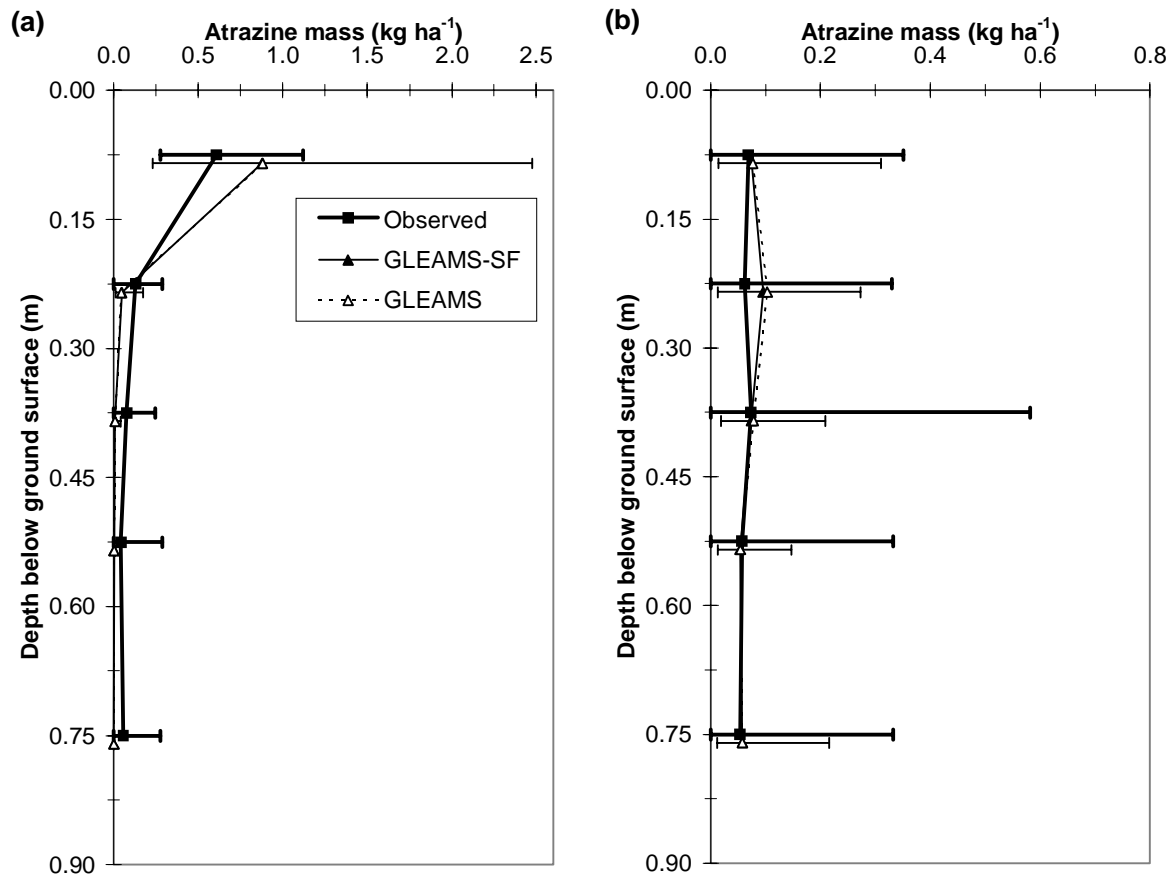 (a)
Atrazine mass (kg ha⁻¹)
0.0 0.5 1.0 1.5 2.0 2.5
0.00
0.15
0.30
0.45
0.60
0.75
0.90
Depth below ground surface (m)
Observed
GLEAMS-SF
GLEAMS
(b)
Atrazine mass (kg ha⁻¹)
0.0 0.2 0.4 0.6 0.8
0.00
0.15
0.30
0.45
0.60
0.75
0.90
Depth below ground surface (m)